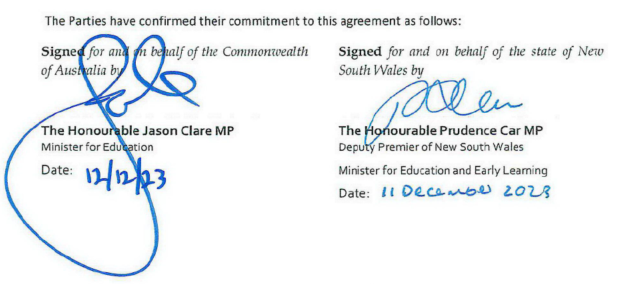 The Parties have confirmed their commitment to this agreement as follows:
Signed for and on behalf of the Commonwealth
of Australia by
The Honourable Jason Clare MP
Minister for Education
Date: 12/12/23
Signed for and on behalf of the state of New
South Wales by
The Honourable Prudence Car MP
Deputy Premier of New South Wales
Minister for Education and Early Learning
Date: 11 December 2023